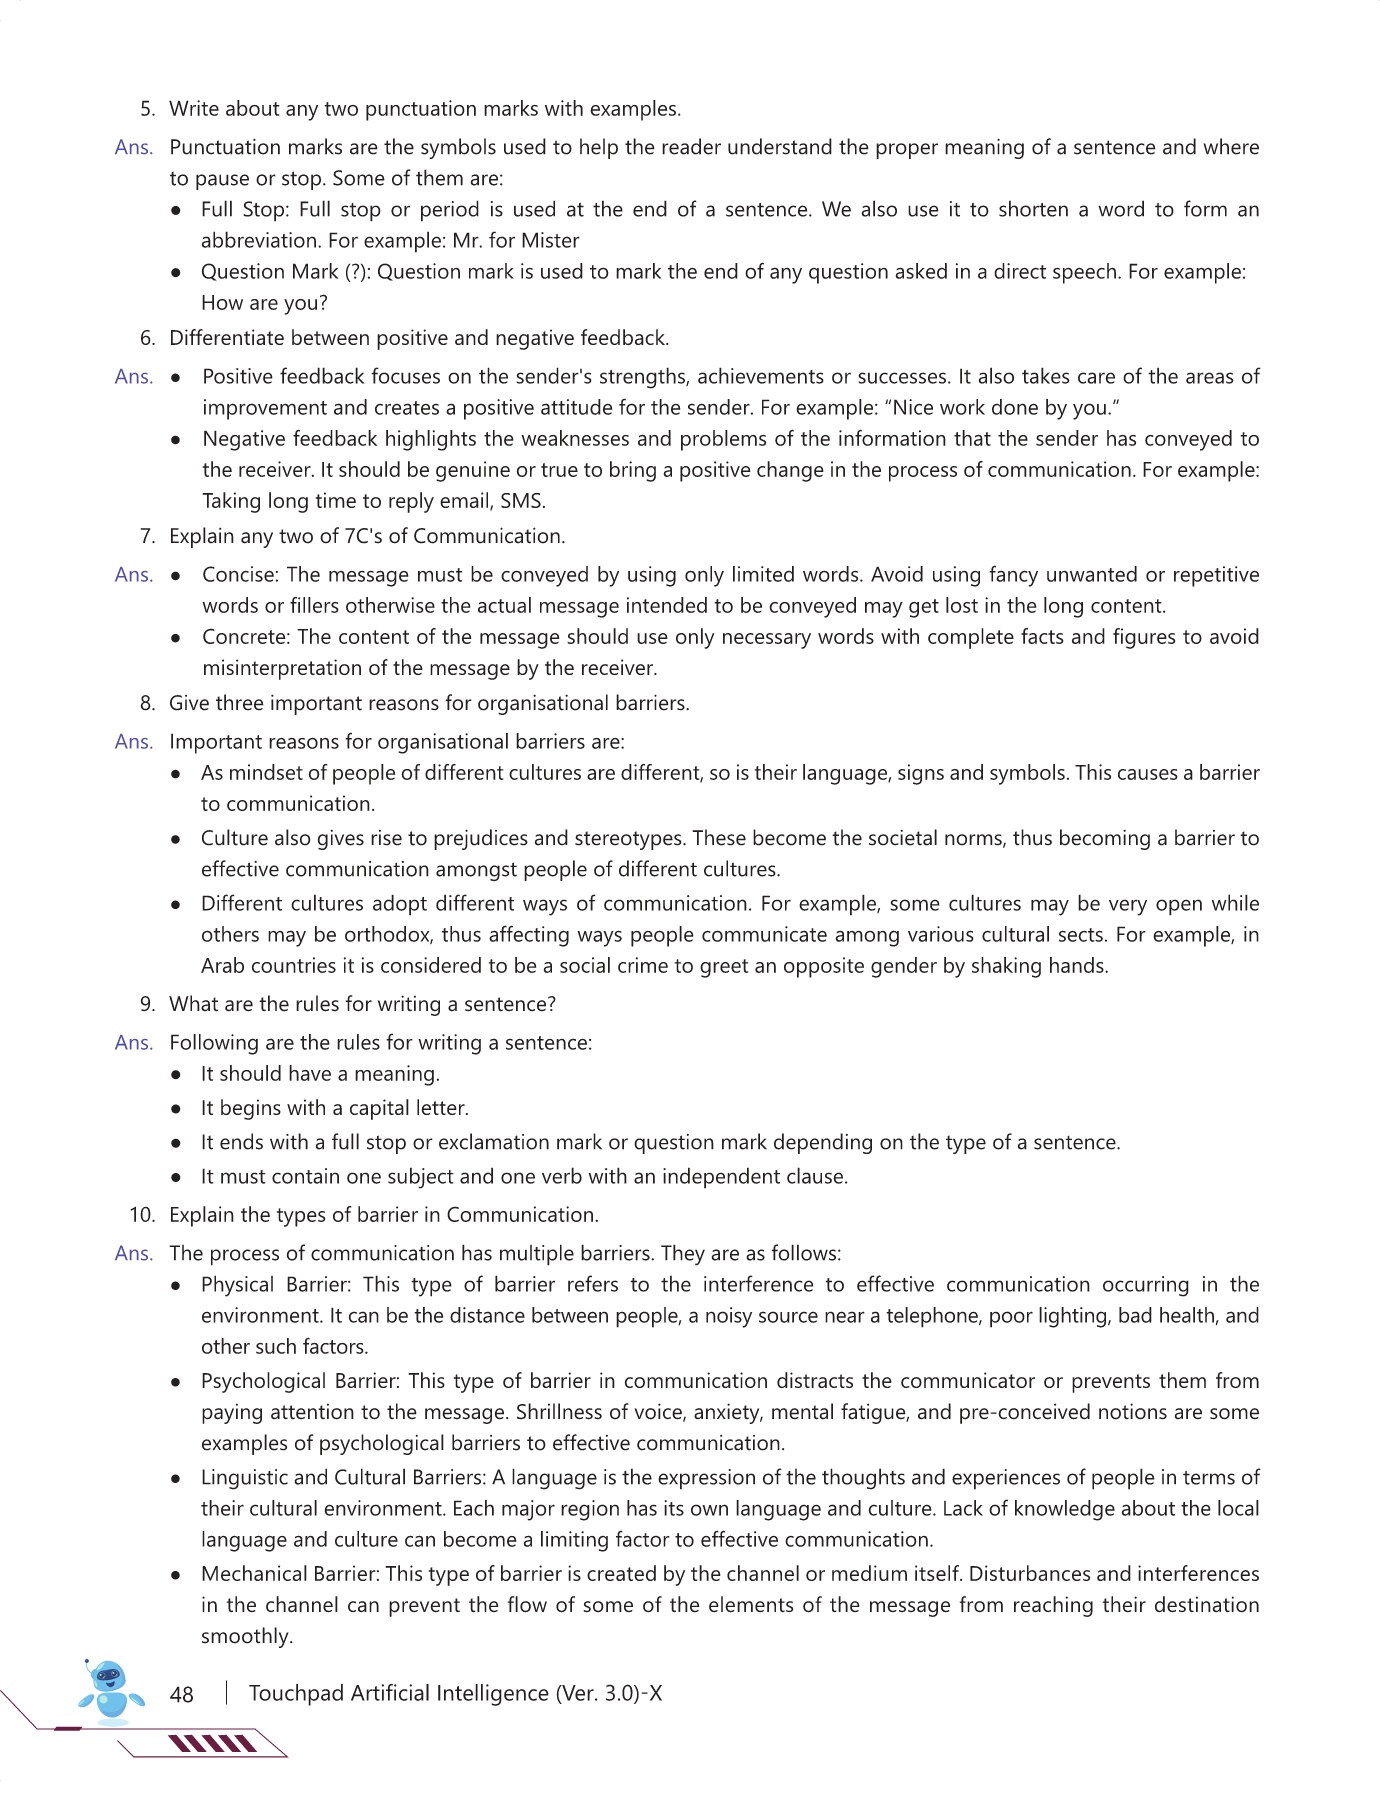 5. Write about any two punctuation marks with examples.
Ans. Punctuation marks are the symbols used to help the reader understand the proper meaning of a sentence and where
to pause or stop. Some of them are:
● Full Stop: Full stop or period is used at the end of a sentence. We also use it to shorten a word to form an
abbreviation. For example: Mr. for Mister
● Question Mark (?): Question mark is used to mark the end of any question asked in a direct speech. For example:
How are you?
6. Differentiate between positive and negative feedback.
Ans. ● Positive feedback focuses on the sender's strengths, achievements or successes. It also takes care of the areas of
improvement and creates a positive attitude for the sender. For example: “Nice work done by you.”
● Negative feedback highlights the weaknesses and problems of the information that the sender has conveyed to
the receiver. It should be genuine or true to bring a positive change in the process of communication. For example:
Taking long time to reply email, SMS.
7. Explain any two of 7C's of Communication.
Ans. ● Concise: The message must be conveyed by using only limited words. Avoid using fancy unwanted or repetitive
words or fillers otherwise the actual message intended to be conveyed may get lost in the long content.
● Concrete: The content of the message should use only necessary words with complete facts and figures to avoid
misinterpretation of the message by the receiver.
8. Give three important reasons for organisational barriers.
Ans. Important reasons for organisational barriers are:
● As mindset of people of different cultures are different, so is their language, signs and symbols. This causes a barrier
to communication.
● Culture also gives rise to prejudices and stereotypes. These become the societal norms, thus becoming a barrier to
effective communication amongst people of different cultures.
● Different cultures adopt different ways of communication. For example, some cultures may be very open while
others may be orthodox, thus affecting ways people communicate among various cultural sects. For example, in
Arab countries it is considered to be a social crime to greet an opposite gender by shaking hands.
9. What are the rules for writing a sentence?
Ans. Following are the rules for writing a sentence:
● It should have a meaning.
● It begins with a capital letter.
● It ends with a full stop or exclamation mark or question mark depending on the type of a sentence.
● It must contain one subject and one verb with an independent clause.
10. Explain the types of barrier in Communication.
Ans. The process of communication has multiple barriers. They are as follows:
● Physical Barrier: This type of barrier refers to the interference to effective communication occurring in the
environment. It can be the distance between people, a noisy source near a telephone, poor lighting, bad health, and
other such factors.
● Psychological Barrier: This type of barrier in communication distracts the communicator or prevents them from
paying attention to the message. Shrillness of voice, anxiety, mental fatigue, and pre-conceived notions are some
examples of psychological barriers to effective communication.
● Linguistic and Cultural Barriers: A language is the expression of the thoughts and experiences of people in terms of
their cultural environment. Each major region has its own language and culture. Lack of knowledge about the local
language and culture can become a limiting factor to effective communication.
● Mechanical Barrier: This type of barrier is created by the channel or medium itself. Disturbances and interferences
in the channel can prevent the flow of some of the elements of the message from reaching their destination
smoothly.
48 | Touchpad Artificial Intelligence (Ver. 3.0)-X